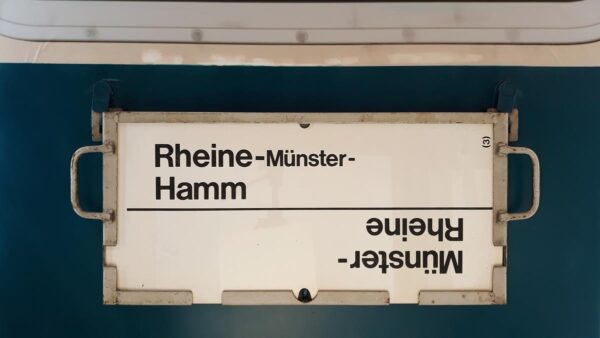 Rheine-Münster-
Hamm
(3)
Münster-
Rheine